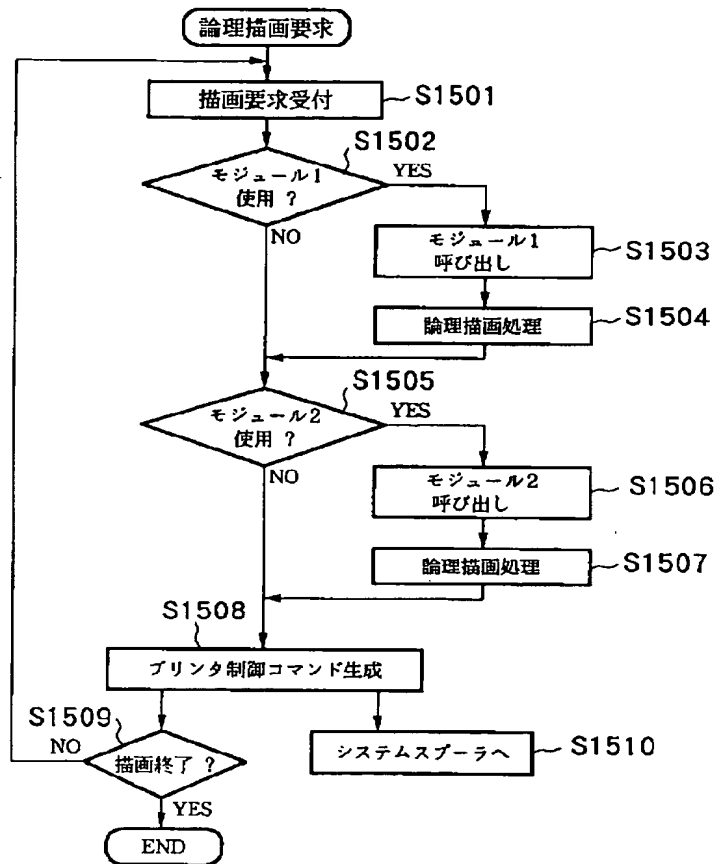 論理描画要求
描画要求受付
S1501
S1502
モジュール1
使用 ?
YES
NO
モジュール1
呼び出し
S1503
論理描画処理
S1504
S1505
モジュール2
使用 ?
YES
NO
モジュール2
呼び出し
S1506
論理描画処理
S1507
S1508
プリンタ制御コマンド生成
S1509
NO
描画終了 ?
YES
システムスプーラへ
S1510
END